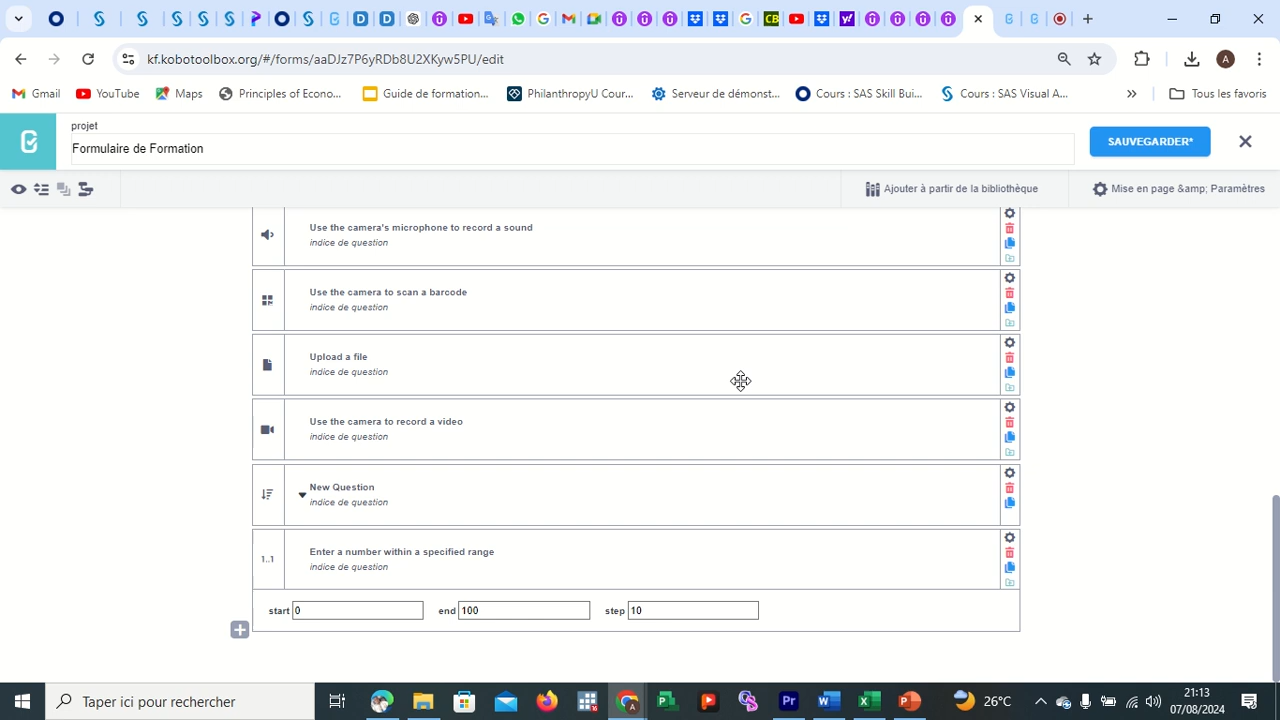 kf.kobotoolbox.org/#/forms/aaDJz7P6yRDb8U2XKyw5PU/edit
A
Gmail
YouTube
Maps
Principles of Econo...
Guide de formation...
PhilanthropyU Cour...
Serveur de démonst...
Cours : SAS Skill Bui...
Cours : SAS Visual A...
»
Tous les favoris
projet
Formulaire de Formation
SAUVEGARDER*
Ajouter à partir de la bibliothèque
Mise en page &amp; Paramètres
Use the camera's microphone to record a sound
indice de question
Use the camera to scan a barcode
indice de question
Upload a file
indice de question
Use the camera to record a video
indice de question
New Question
indice de question
1..1
Enter a number within a specified range
indice de question
start 0 end 100 step 10
Taper ici pour rechercher
26°C
21:13
07/08/2024